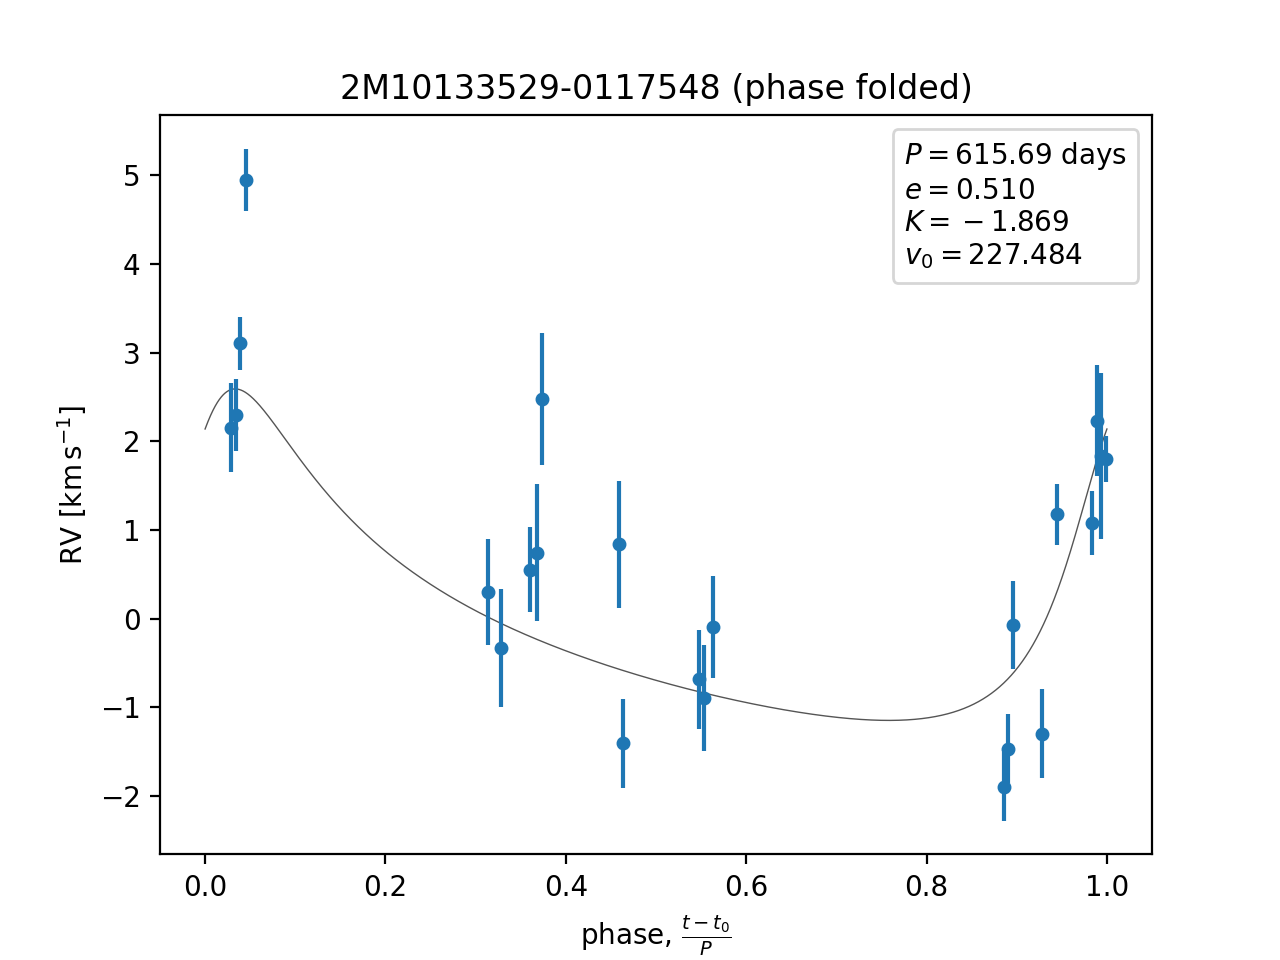 2M10133529-0117548 (phase folded)
P = 615.69 days
e = 0.510
K = −1.869
v₀ = 227.484
5
4
3
2
1
0
−1
−2
RV [km s⁻¹]
0.0 0.2 0.4 0.6 0.8 1.0
phase, (t − t₀)/P